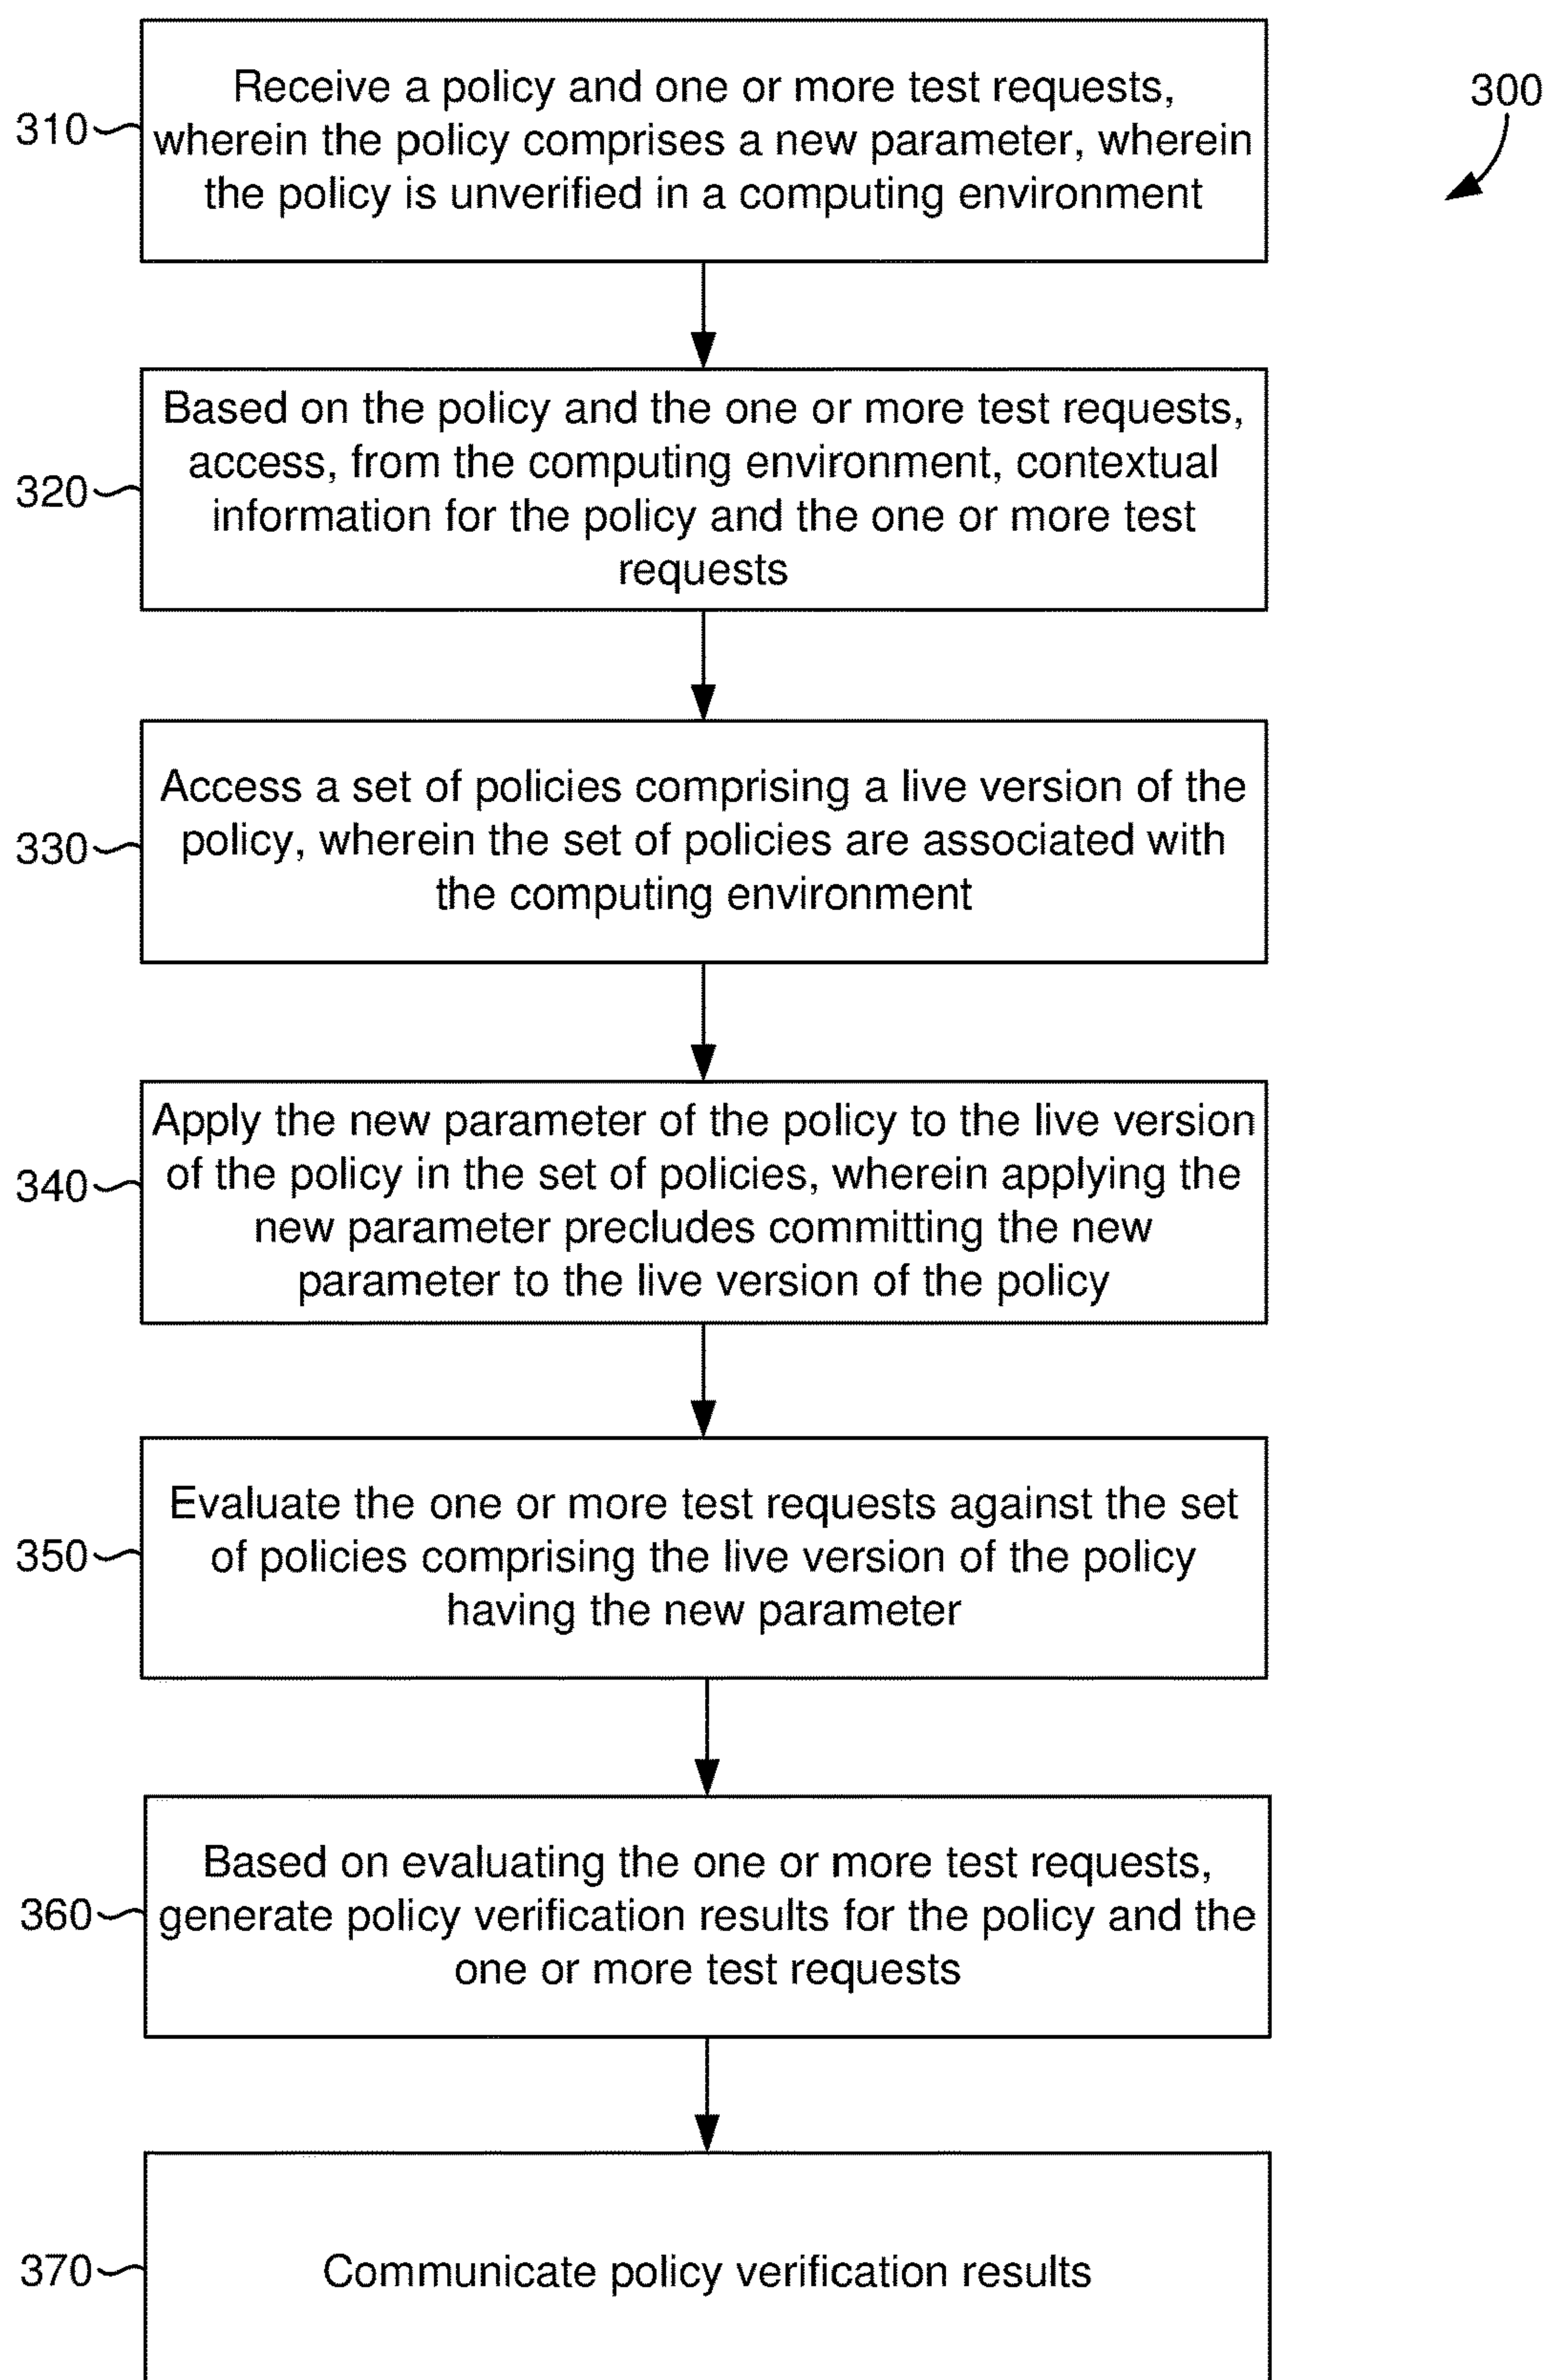 300
310
Receive a policy and one or more test requests,
wherein the policy comprises a new parameter, wherein
the policy is unverified in a computing environment
320
Based on the policy and the one or more test requests,
access, from the computing environment, contextual
information for the policy and the one or more test
requests
330
Access a set of policies comprising a live version of the
policy, wherein the set of policies are associated with
the computing environment
340
Apply the new parameter of the policy to the live version
of the policy in the set of policies, wherein applying the
new parameter precludes committing the new
parameter to the live version of the policy
350
Evaluate the one or more test requests against the set
of policies comprising the live version of the policy
having the new parameter
360
Based on evaluating the one or more test requests,
generate policy verification results for the policy and the
one or more test requests
370
Communicate policy verification results